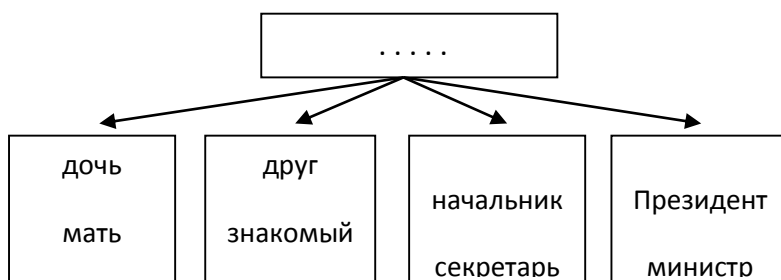 . . . . .
дочь
мать
друг
знакомый
начальник
секретарь
Президент
министр